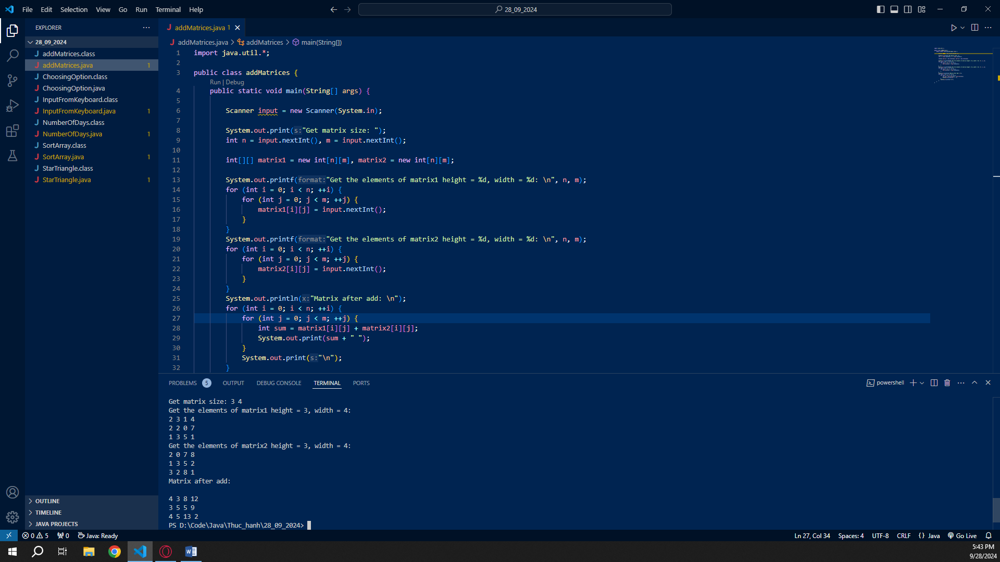 File Edit Selection View Go Run Terminal Help
28_09_2024
EXPLORER
28_09_2024
addMatrices.class
addMatrices.java 1
ChoosingOption.class
ChoosingOption.java
InputFromKeyboard.class
InputFromKeyboard.java 1
NumberOfDays.class
NumberOfDays.java 1
SortArray.class
SortArray.java 1
StarTriangle.class
StarTriangle.java 1
OUTLINE
TIMELINE
JAVA PROJECTS
addMatrices.java 1
addMatrices.java > addMatrices > main(String[])
1 import java.util.*;
2
3 public class addMatrices {
Run | Debug
4 public static void main(String[] args) {
5
6 Scanner input = new Scanner(System.in);
7
8 System.out.print(s:"Get matrix size: ");
9 int n = input.nextInt(), m = input.nextInt();
10
11 int[][] matrix1 = new int[n][m], matrix2 = new int[n][m];
12
13 System.out.printf(format:"Get the elements of matrix1 height = %d, width = %d: \n", n, m);
14 for (int i = 0; i < n; ++i) {
15 for (int j = 0; j < m; ++j) {
16 matrix1[i][j] = input.nextInt();
17 }
18 }
19 System.out.printf(format:"Get the elements of matrix2 height = %d, width = %d: \n", n, m);
20 for (int i = 0; i < n; ++i) {
21 for (int j = 0; j < m; ++j) {
22 matrix2[i][j] = input.nextInt();
23 }
24 }
25 System.out.println(x:"Matrix after add: \n");
26 for (int i = 0; i < n; ++i) {
27 for (int j = 0; j < m; ++j) {
28 int sum = matrix1[i][j] + matrix2[i][j];
29 System.out.print(sum + " ");
30 }
31 System.out.print(s:"\n");
32 }
PROBLEMS 5 OUTPUT DEBUG CONSOLE TERMINAL PORTS
powershell
Get matrix size: 3 4
Get the elements of matrix1 height = 3, width = 4:
2 3 1 4
2 2 0 7
1 3 5 1
Get the elements of matrix2 height = 3, width = 4:
2 0 7 8
1 3 5 2
3 2 8 1
Matrix after add:
4 3 8 12
3 5 5 9
4 5 13 2
PS D:\Code\Java\Thuc_hanh\28_09_2024>
0 5 0 Java: Ready
Ln 27, Col 34 Spaces: 4 UTF-8 CRLF {} Java Go Live
W
5:43 PM
9/28/2024